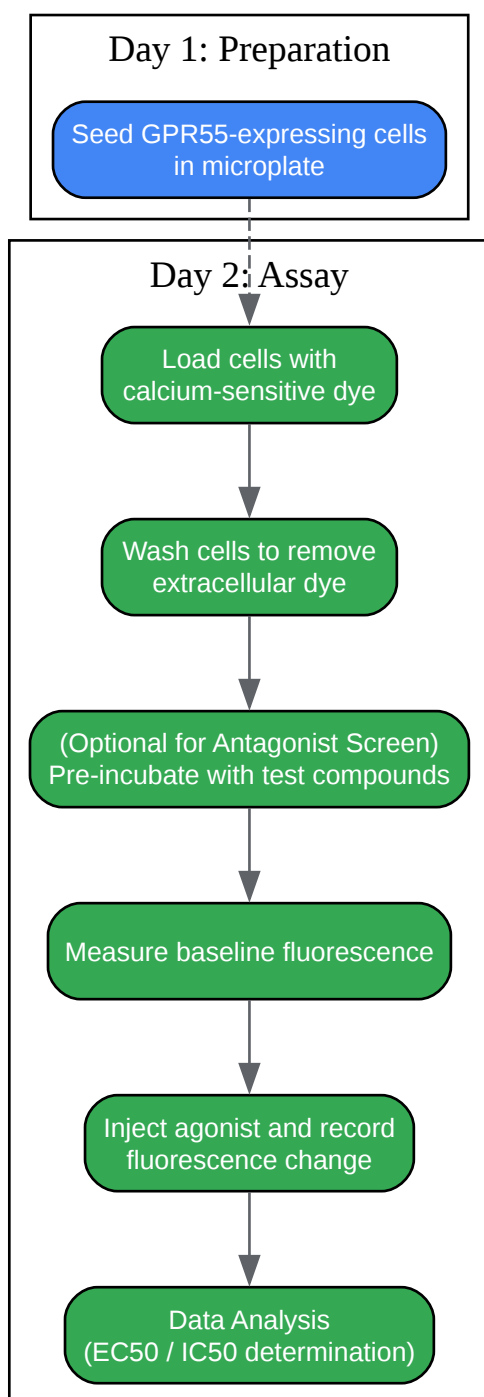 Day 1: Preparation
Seed GPR55-expressing cells
in microplate
Day 2: Assay
Load cells with
calcium-sensitive dye
Wash cells to remove
extracellular dye
(Optional for Antagonist Screen)
Pre-incubate with test compounds
Measure baseline fluorescence
Inject agonist and record
fluorescence change
Data Analysis
(EC50 / IC50 determination)